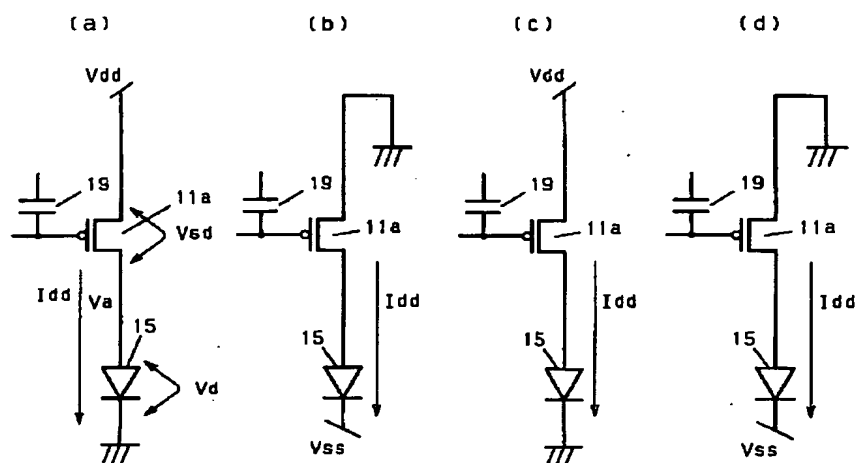 (a) (b) (c) (d)
Vdd Vdd
19 19 19 19
11a 11a 11a 11a
Vsd
Idd Va Idd Idd Idd
15 15 15 15
Vd
Vss Vss